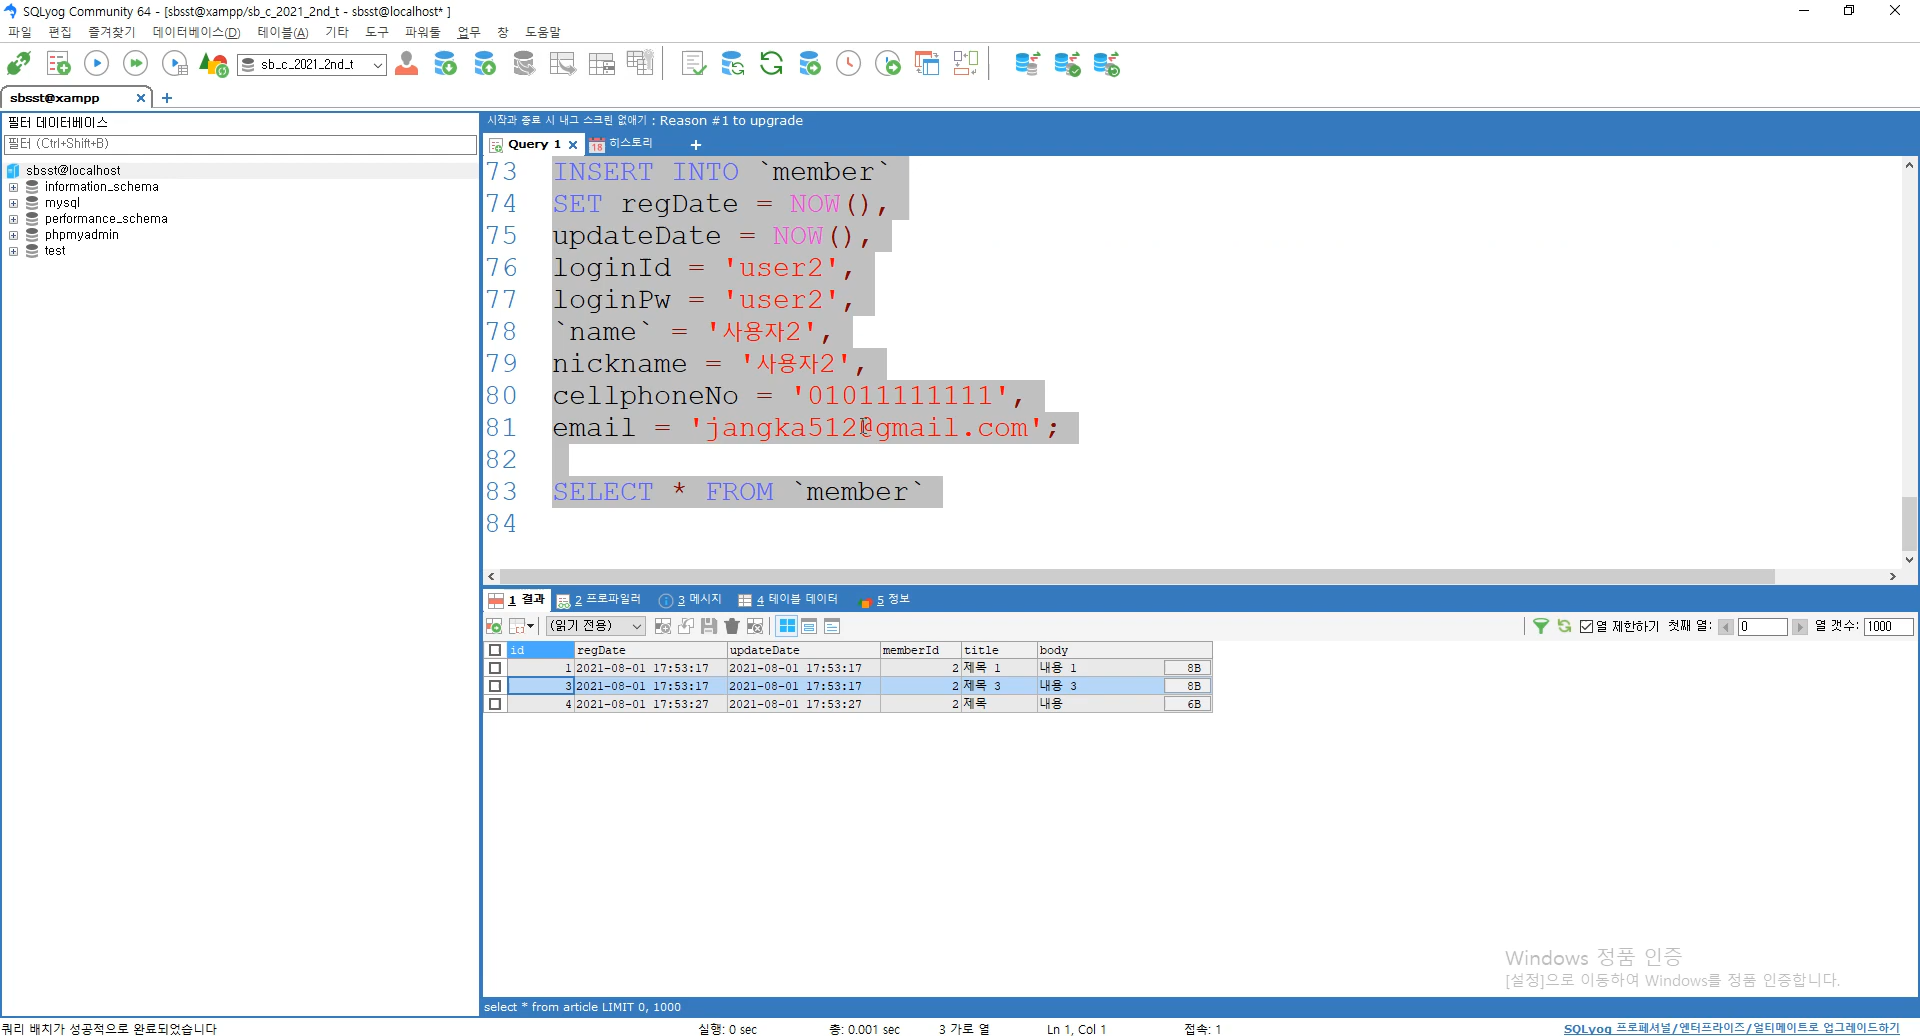 SQLyog Community 64 - [sbsst@xampp/sb_c_2021_2nd_t - sbsst@localhost* ]
파일 편집 즐겨찾기 데이터베이스(D) 테이블(A) 기타 도구 파워툴 업무 창 도움말
sb_c_2021_2nd_t
sbsst@xampp
필터 데이터베이스
필터 (Ctrl+Shift+B)
sbsst@localhost
information_schema
mysql
performance_schema
phpmyadmin
test
시작과 종료 시 내그 스크린 없애기 : Reason #1 to upgrade
Query 1 18 히스토리
73 INSERT INTO `member`
74 SET regDate = NOW(),
75 updateDate = NOW(),
76 loginId = 'user2',
77 loginPw = 'user2',
78 `name` = '사용자2',
79 nickname = '사용자2',
80 cellphoneNo = '01011111111',
81 email = 'jangka512@gmail.com';
82
83 SELECT * FROM `member`
84
1 결과 2 프로파일러 3 메시지 4 테이블 데이터 5 정보
(읽기 전용) 열 제한하기 첫째 열: 0 열 갯수: 1000
id regDate updateDate memberId title body
1 2021-08-01 17:53:17 2021-08-01 17:53:17 2 제목 1 내용 1 8B
3 2021-08-01 17:53:17 2021-08-01 17:53:17 2 제목 3 내용 3 8B
4 2021-08-01 17:53:27 2021-08-01 17:53:27 2 제목 내용 6B
Windows 정품 인증
[설정]으로 이동하여 Windows를 정품 인증합니다.
select * from article LIMIT 0, 1000
쿼리 배치가 성공적으로 완료되었습니다 실행: 0 sec 총: 0.001 sec 3 가로 열 Ln 1, Col 1 접속: 1 SQLyog 프로페셔널/엔터프라이즈/얼티메이트로 업그레이드하기